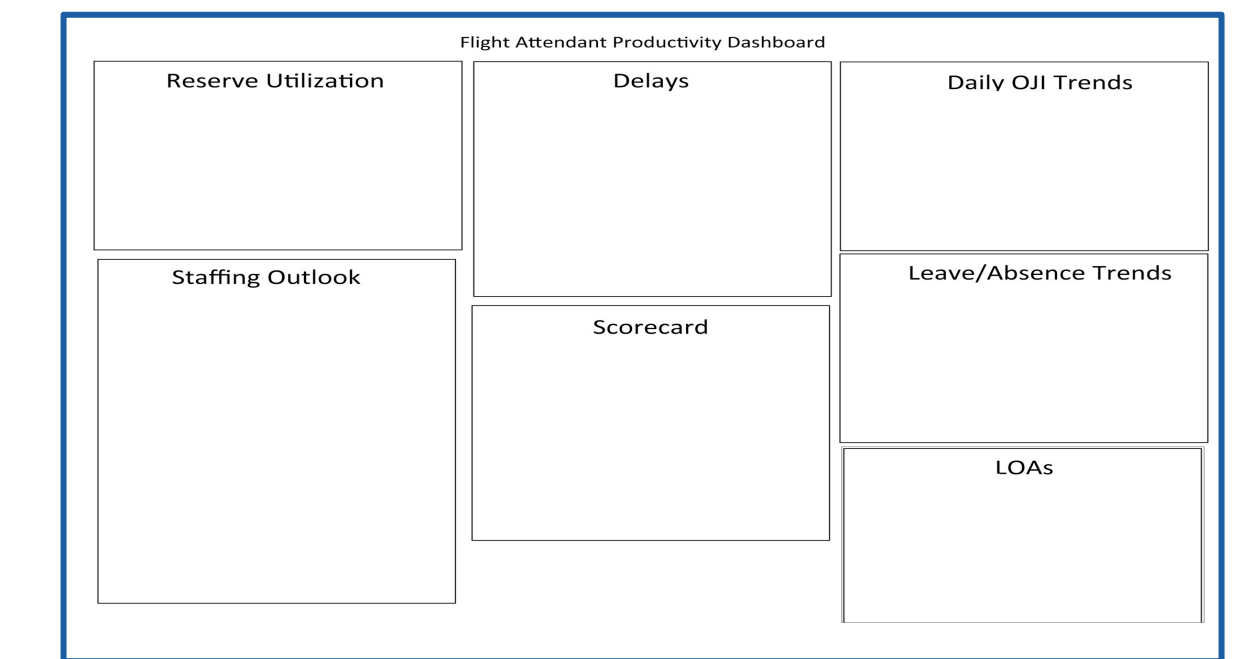 Flight Attendant Productivity Dashboard
Reserve Utilization
Delays
Daily OJI Trends
Staffing Outlook
Leave/Absence Trends
Scorecard
LOAs